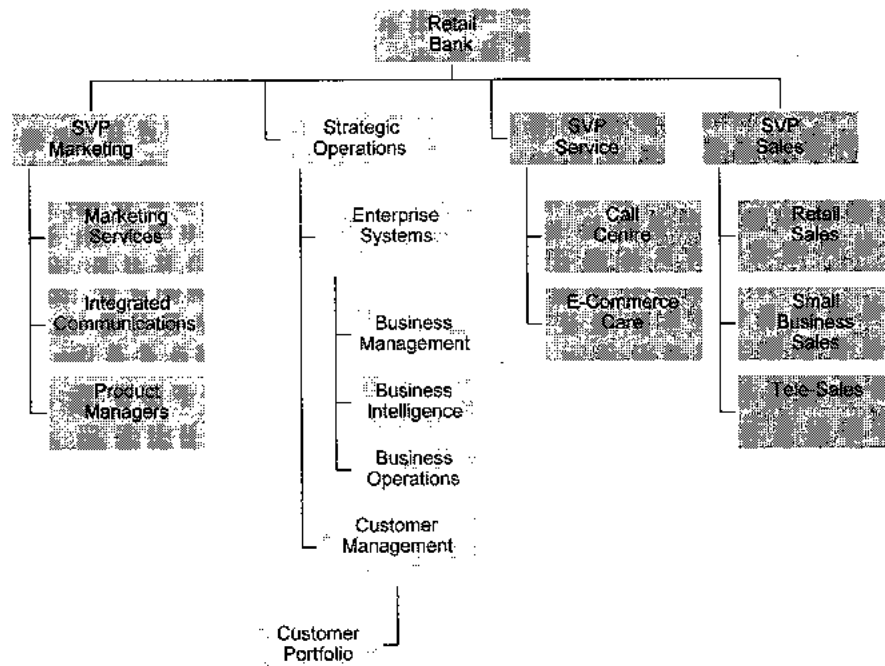 Retail
Bank
SVP
Marketing
Strategic
Operations
SVP
Service
SVP
Sales
Marketing
Services
Enterprise
Systems
Call
Centre
Retail
Sales
Integrated
Communications
Business
Management
E-Commerce
Care
Small
Business
Sales
Product
Managers
Business
Intelligence
Tele-Sales
Business
Operations
Customer
Management
Customer
Portfolio